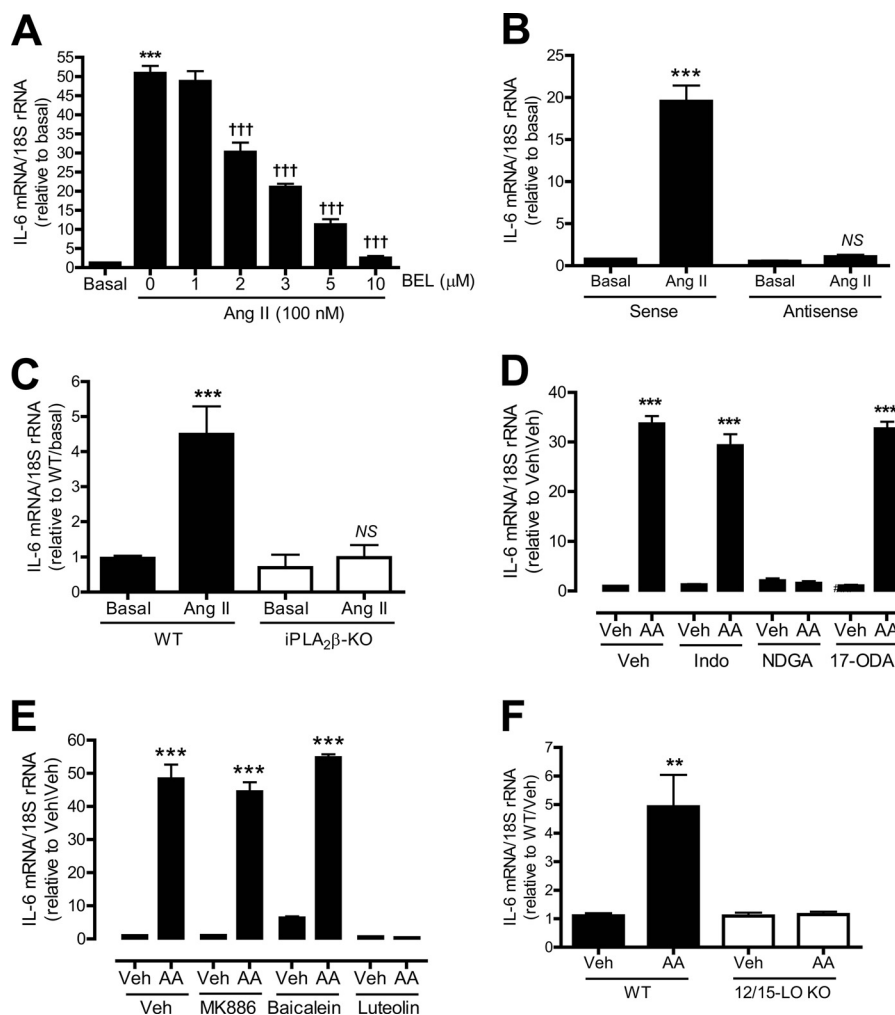 A
IL-6 mRNA/18S rRNA
(relative to basal)
55
50
45
40
35
30
25
20
15
10
5
0
***
†††
†††
†††
†††
Basal 0 1 2 3 5 10 BEL (μM)
Ang II (100 nM)
B
IL-6 mRNA/18S rRNA
(relative to basal)
25
20
15
10
5
0
***
NS
Basal Ang II Basal Ang II
Sense Antisense
C
IL-6 mRNA/18S rRNA
(relative to WT/basal)
6
5
4
3
2
1
0
***
NS
Basal Ang II Basal Ang II
WT iPLA2β-KO
D
IL-6 mRNA/18S rRNA
(relative to Veh\Veh)
40
30
20
10
0
***
***
***
#
Veh AA Veh AA Veh AA Veh AA
Veh Indo NDGA 17-ODA
E
IL-6 mRNA/18S rRNA
(relative to Veh\Veh)
60
50
40
30
20
10
0
***
***
***
Veh AA Veh AA Veh AA Veh AA
Veh MK886 Baicalein Luteolin
F
IL-6 mRNA/18S rRNA
(relative to WT/Veh)
7
6
5
4
3
2
1
0
**
Veh AA Veh AA
WT 12/15-LO KO